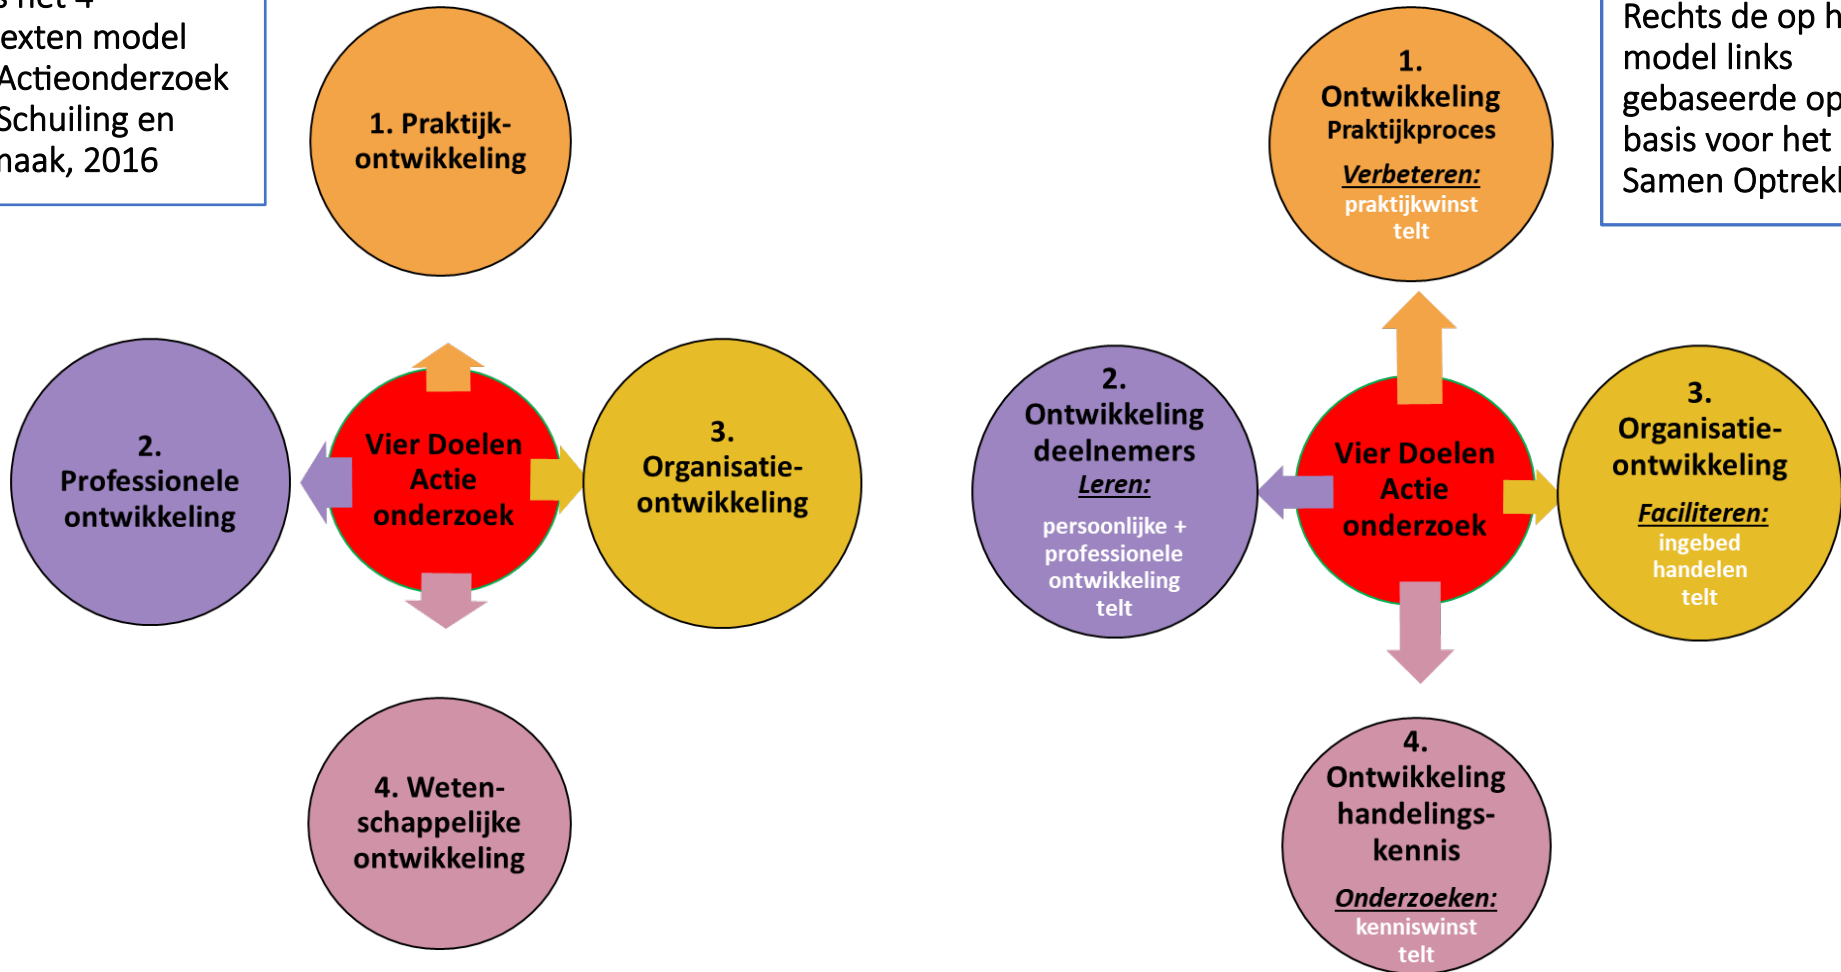 het 4
exten model
Actieonderzoek
Schuiling en
naak, 2016
1. Praktijk-
ontwikkeling
2.
Professionele
ontwikkeling
Vier Doelen
Actie
onderzoek
3.
Organisatie-
ontwikkeling
4. Weten-
schappelijke
ontwikkeling
Rechts de op h
model links
gebaseerde op
basis voor het
Samen Optrek
1.
Ontwikkeling
Praktijkproces
Verbeteren:
praktijkwinst
telt
2.
Ontwikkeling
deelnemers
Leren:
persoonlijke +
professionele
ontwikkeling
telt
Vier Doelen
Actie
onderzoek
3.
Organisatie-
ontwikkeling
Faciliteren:
ingebed
handelen
telt
4.
Ontwikkeling
handelings-
kennis
Onderzoeken:
kenniswinst
telt